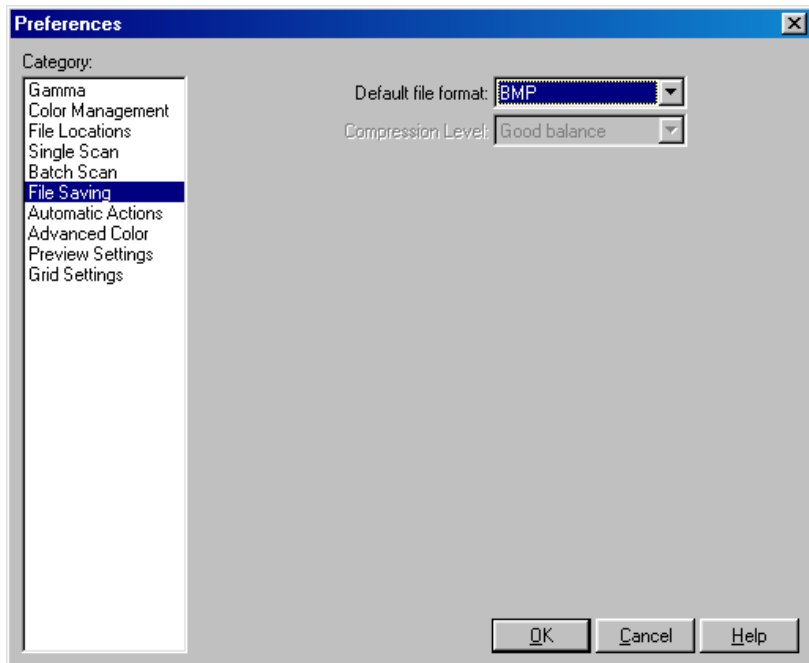 Preferences
Category:
Gamma
Color Management
File Locations
Single Scan
Batch Scan
File Saving
Automatic Actions
Advanced Color
Preview Settings
Grid Settings
Default file format: BMP
Compression Level: Good balance
OK
Cancel
Help